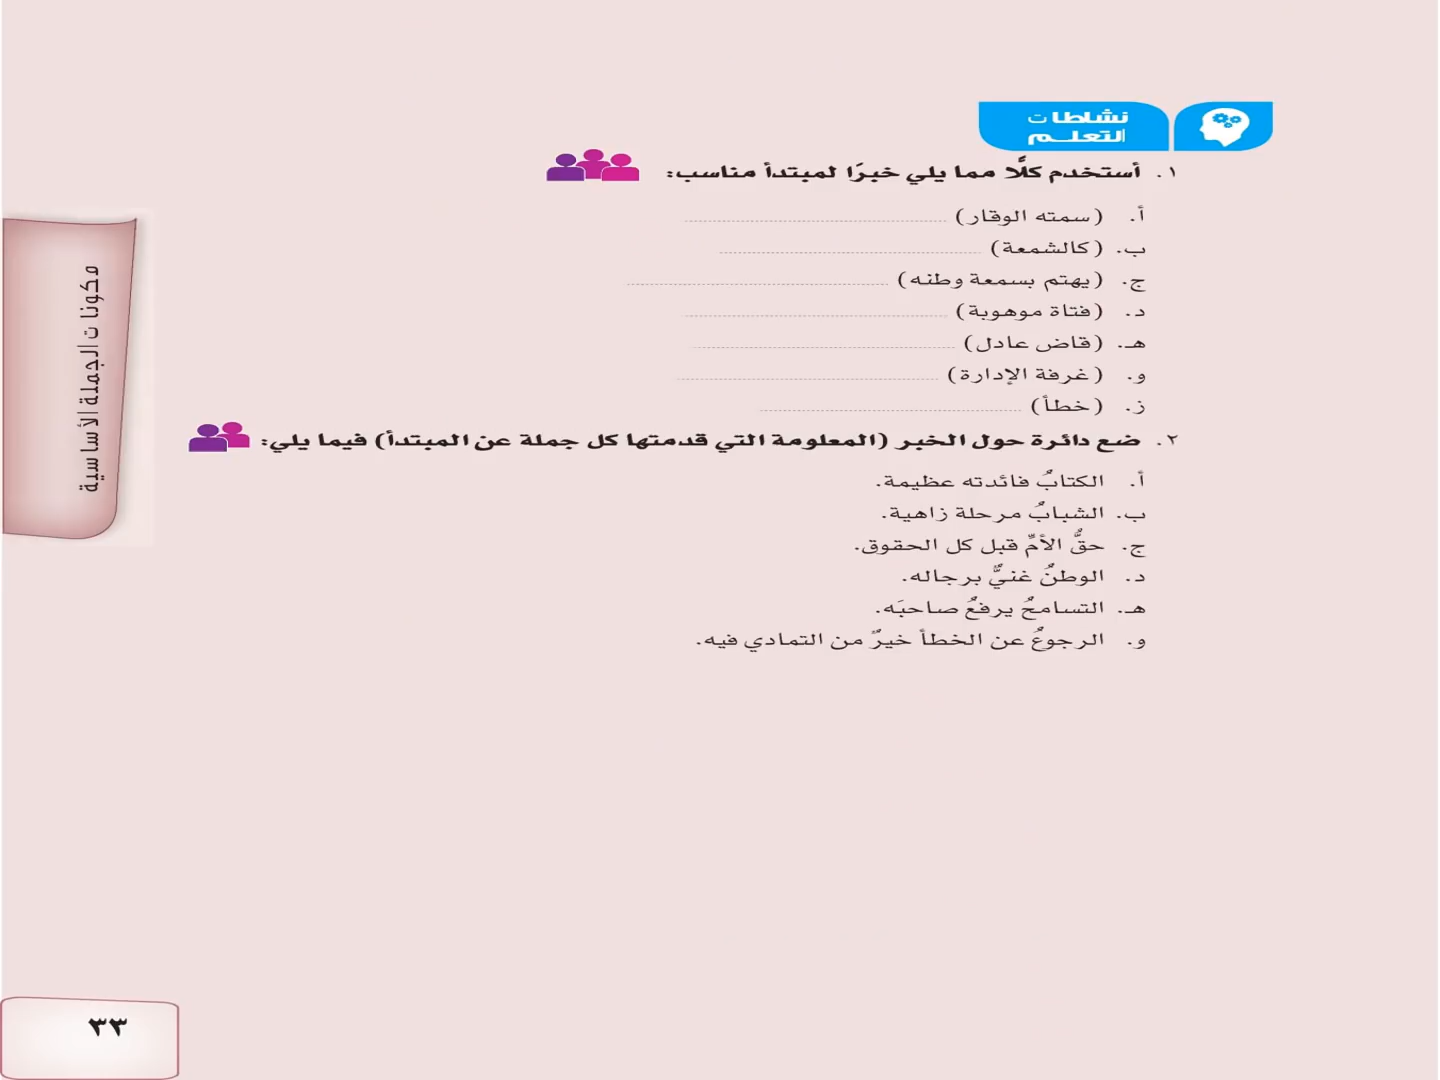 نشاطات
التعلـم
١. أستخدم كلًّا مما يلي خبرًا لمبتدأ مناسب:
أ. (سمته الوقار)
ب. (كالشمعة)
ج. (يهتم بسمعة وطنه)
د. (فتاة موهوبة)
هـ. (قاض عادل)
و. (غرفة الإدارة)
ز. (خطأ)
٢. ضع دائرة حول الخبر (المعلومة التي قدمتها كل جملة عن المبتدأ) فيما يلي:
أ. الكتابُ فائدته عظيمة.
ب. الشبابُ مرحلة زاهية.
ج. حقُّ الأمِّ قبل كل الحقوق.
د. الوطنُ غنيٌّ برجاله.
هـ. التسامحُ يرفعُ صاحبَه.
و. الرجوعُ عن الخطأ خيرٌ من التمادي فيه.
مكونات الجملة الأساسية
٣٣